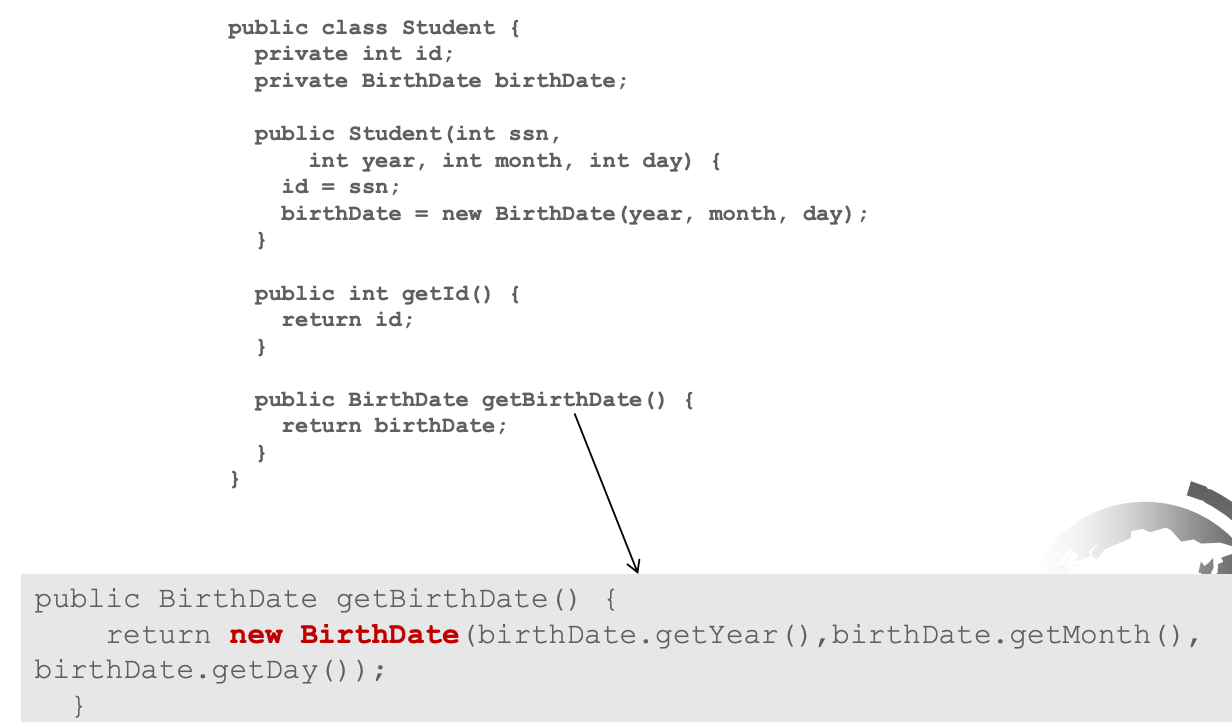 public class Student {
  private int id;
  private BirthDate birthDate;

  public Student(int ssn,
      int year, int month, int day) {
    id = ssn;
    birthDate = new BirthDate(year, month, day);
  }

  public int getId() {
    return id;
  }

  public BirthDate getBirthDate() {
    return birthDate;
  }
}

public BirthDate getBirthDate() {
    return new BirthDate(birthDate.getYear(),birthDate.getMonth(),
birthDate.getDay());
  }